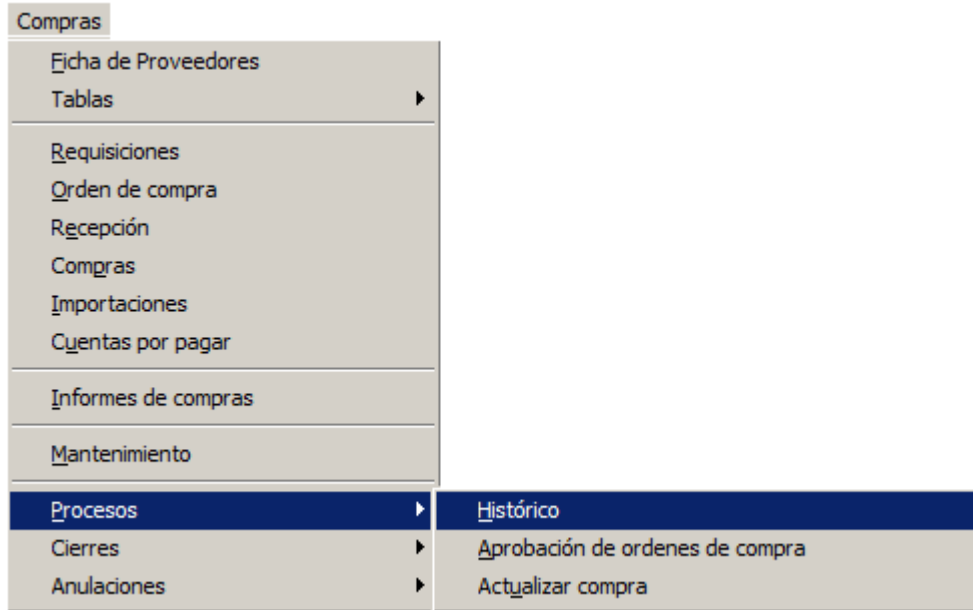 Compras
Ficha de Proveedores
Tablas
Requisiciones
Orden de compra
Recepción
Compras
Importaciones
Cuentas por pagar
Informes de compras
Mantenimiento
Procesos
Histórico
Cierres
Aprobación de ordenes de compra
Anulaciones
Actualizar compra